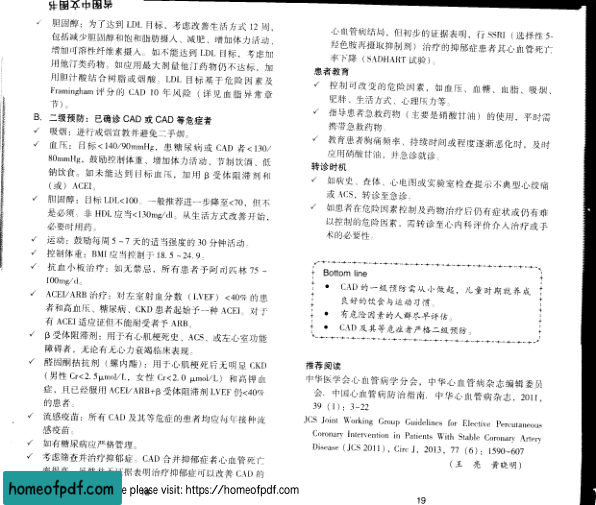 胆固醇：为了达到 LDL 目标，考虑改善生活方式 12 周，
包括减少胆固醇和饱和脂肪摄入、减肥、增加体力活动、
增加可溶性纤维素摄入。如不能达到 LDL 目标，考虑加
用他汀类药物。如应用最大剂量他汀药物仍不达标，加
用胆汁酸结合树脂或烟酸。LDL 目标基于危险因素及
Framingham 评分的 CAD 10 年风险（详见血脂异常章
节）。
B. 二级预防：已确诊 CAD 或 CAD 等危症者
✓ 吸烟：进行戒烟宣教并避免二手烟。
✓ 血压：目标<140/90mmHg，患糖尿病或 CAD 者<130/
80mmHg。鼓励控制体重、增加体力活动、节制饮酒、低
钠饮食。如未能达到目标血压，加用 β 受体阻滞剂和
（或）ACEI。
✓ 胆固醇：目标 LDL<100。一般推荐进一步降至<70，但不
是必须。非 HDL 应当<130mg/dl。从生活方式改善开始，
必要时用药。
✓ 运动：鼓励每周 5~7 天的适当强度的 30 分钟活动。
✓ 控制体重：BMI 应当控制于 18.5~24.9。
✓ 抗血小板治疗：如无禁忌，所有患者予阿司匹林 75~
100mg/d。
✓ ACEI/ARB 治疗：对左室射血分数（LVEF）<40% 的患
者和高血压、糖尿病、CKD 患者起始予一种 ACEI。对于
有 ACEI 适应证但不能耐受者予 ARB。
✓ β 受体阻滞剂：用于有心肌梗死史、ACS、或左心室功能
障碍者，无论有无心力衰竭临床表现。
✓ 醛固酮拮抗剂（螺内酯）：用于心肌梗死后无明显 CKD
（男性 Cr<2.5μmol/L，女性 Cr<2.0 μmol/L）和高钾血
症，且已经服用 ACEI/ARB+β 受体阻滞剂 LVEF 仍<40%
的患者。
✓ 流感疫苗：所有 CAD 及其等危症的患者均应每年接种流
感疫苗。
✓ 如有糖尿病应严格管理。
✓ 考虑筛查并治疗抑郁症。CAD 合并抑郁症者心血管死亡
表明治疗抑郁症可以改善 CAD 的
心血管病结局，但初步的证据表明，行 SSRI（选择性 5-
羟色胺再摄取抑制剂）治疗的抑郁症患者其心血管死亡
率下降（SADHART 试验）。
患者教育
✓ 控制可改变的危险因素，如血压、血糖、血脂、吸烟、
肥胖、生活方式、心理压力等。
✓ 指导患者急救药物（主要是硝酸甘油）的使用，平时需
携带急救药物。
✓ 教育患者胸痛频率、持续时间或程度逐渐恶化时，及时
应用硝酸甘油，并急诊就诊。
转诊时机
✓ 如病史、查体、心电图或实验室检查提示不典型心绞痛
或 ACS，转诊至急诊。
✓ 如患者在危险因素控制及药物治疗后仍有症状或仍有难
以控制的危险因素，需转诊至心内科评价介入治疗或手
术的必要性。
Bottom line
● CAD 的一级预防需从小做起，儿童时期就养成
良好的饮食与运动习惯。
● 有危险因素的人群尽早评估。
● CAD 及其等危症者严格二级预防。
推荐阅读
中华医学会心血管病学分会，中华心血管病杂志编辑委员
会. 中国心血管病防治指南. 中华心血管病杂志，2011，
39（1）：3-22
JCS Joint Working Group Guidelines for Elective Percutaneous
Coronary Intervention in Patients With Stable Coronary Artery
Disease (JCS 2011), Circ J, 2013, 77 (6): 1590-607
（王 亮 黄晓明）
homeofpdf.com
please visit: https://homeofpdf.com
19